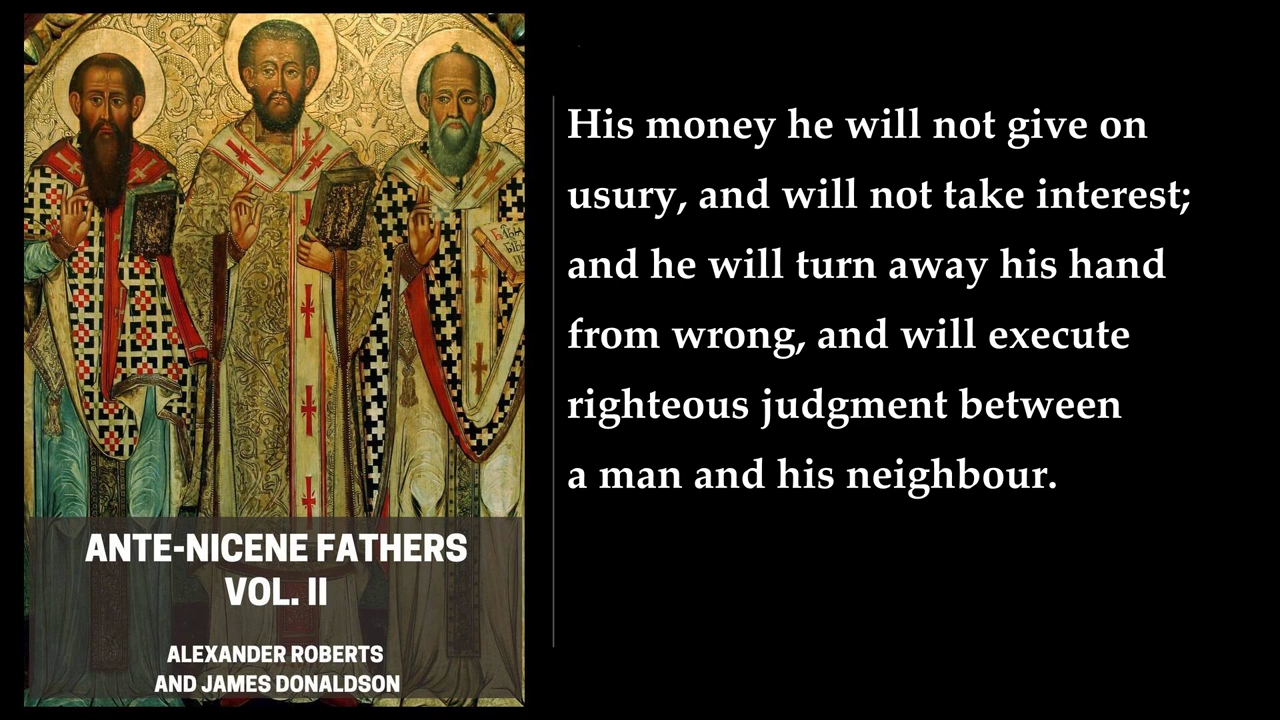 ANTE-NICENE FATHERS
VOL. II
ALEXANDER ROBERTS
AND JAMES DONALDSON
His money he will not give on
usury, and will not take interest;
and he will turn away his hand
from wrong, and will execute
righteous judgment between
a man and his neighbour.